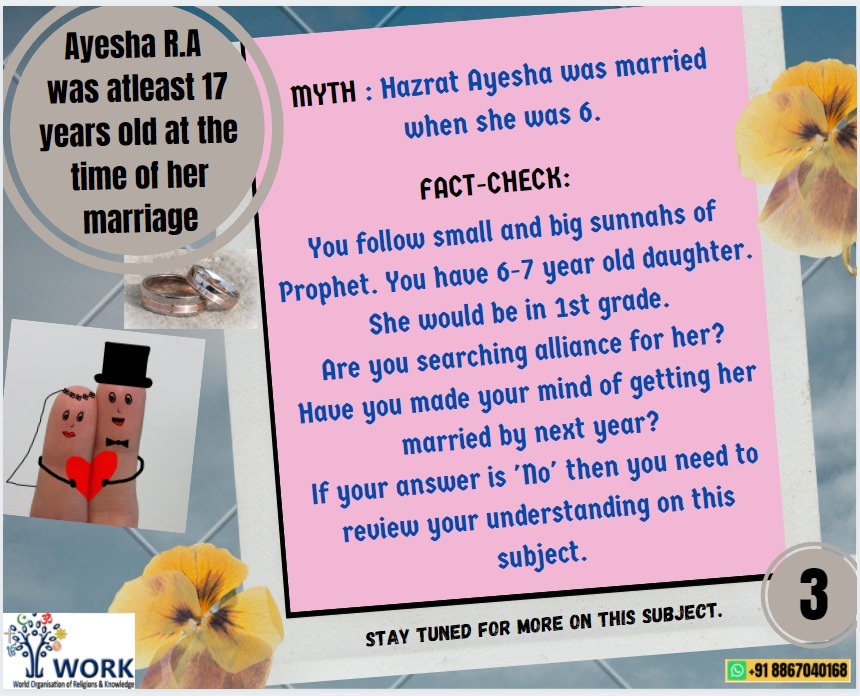 Ayesha R.A
was atleast 17
years old at the
time of her
marriage
MYTH : Hazrat Ayesha was married
when she was 6.
FACT-CHECK:
You follow small and big sunnahs of
Prophet. You have 6-7 year old daughter.
She would be in 1st grade.
Are you searching alliance for her?
Have you made your mind of getting her
married by next year?
If your answer is 'No' then you need to
review your understanding on this
subject.
STAY TUNED FOR MORE ON THIS SUBJECT.
3
WORK
World Organisation of Religions & Knowledge
+91 8867040168